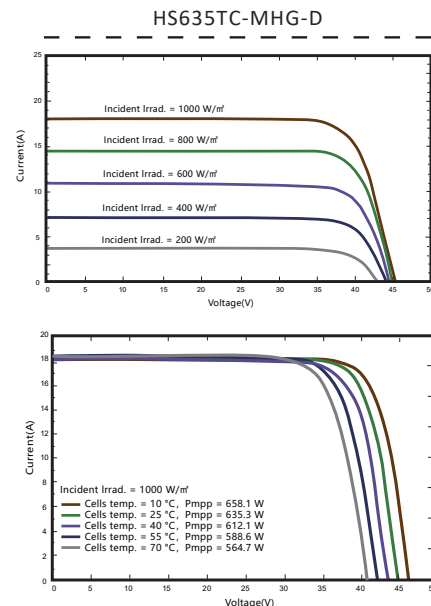 HS635TC-MHG-D
25
20
15
10
5
0
Current(A)
Incident Irrad. = 1000 W/㎡
Incident Irrad. = 800 W/㎡
Incident Irrad. = 600 W/㎡
Incident Irrad. = 400 W/㎡
Incident Irrad. = 200 W/㎡
0 5 10 15 20 25 30 35 40 45 50
Voltage(V)
20
18
16
14
12
10
8
6
4
2
0
Current(A)
Incident Irrad. = 1000 W/㎡
Cells temp. = 10 °C, Pmpp = 658.1 W
Cells temp. = 25 °C, Pmpp = 635.3 W
Cells temp. = 40 °C, Pmpp = 612.1 W
Cells temp. = 55 °C, Pmpp = 588.6 W
Cells temp. = 70 °C, Pmpp = 564.7 W
0 5 10 15 20 25 30 35 40 45 50
Voltage(V)